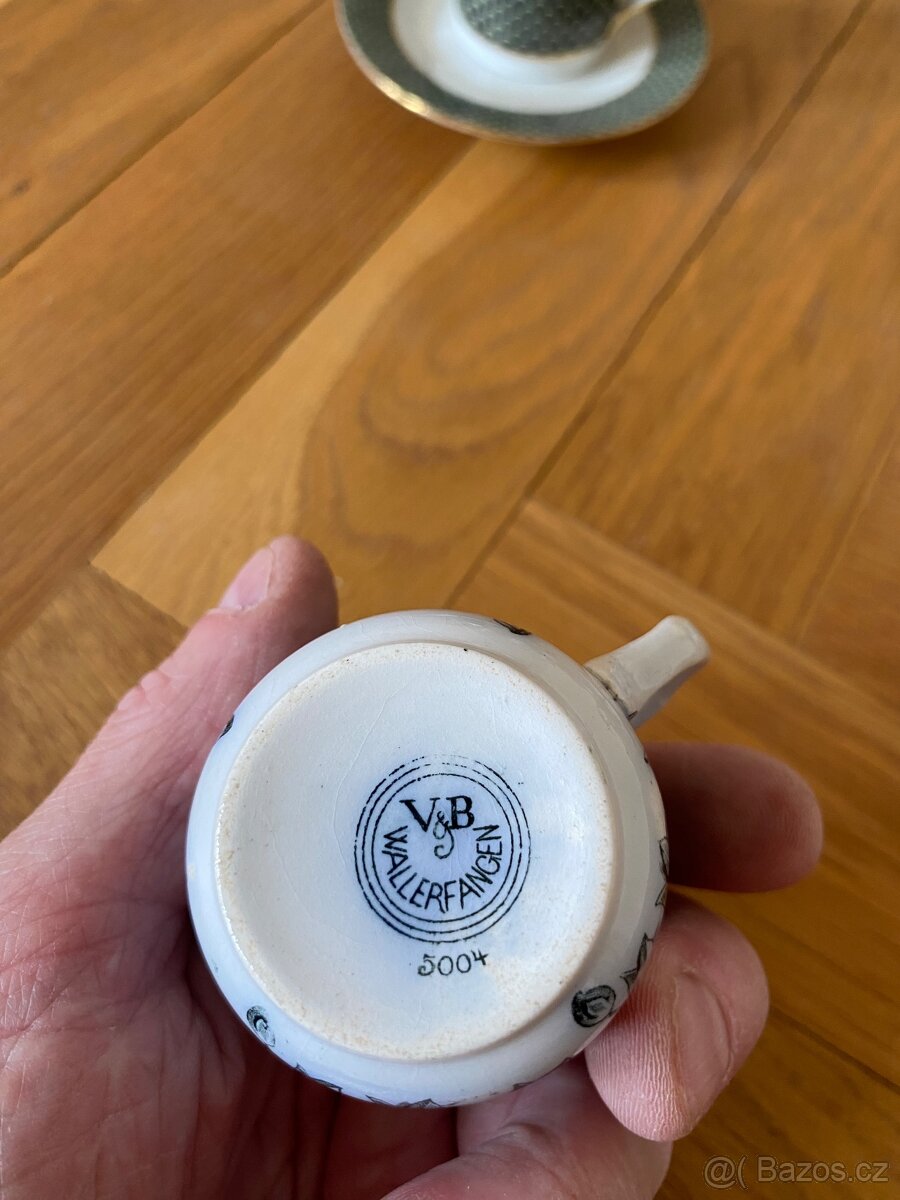 V&B
WALLERFANGEN
5004
@( Bazos.cz